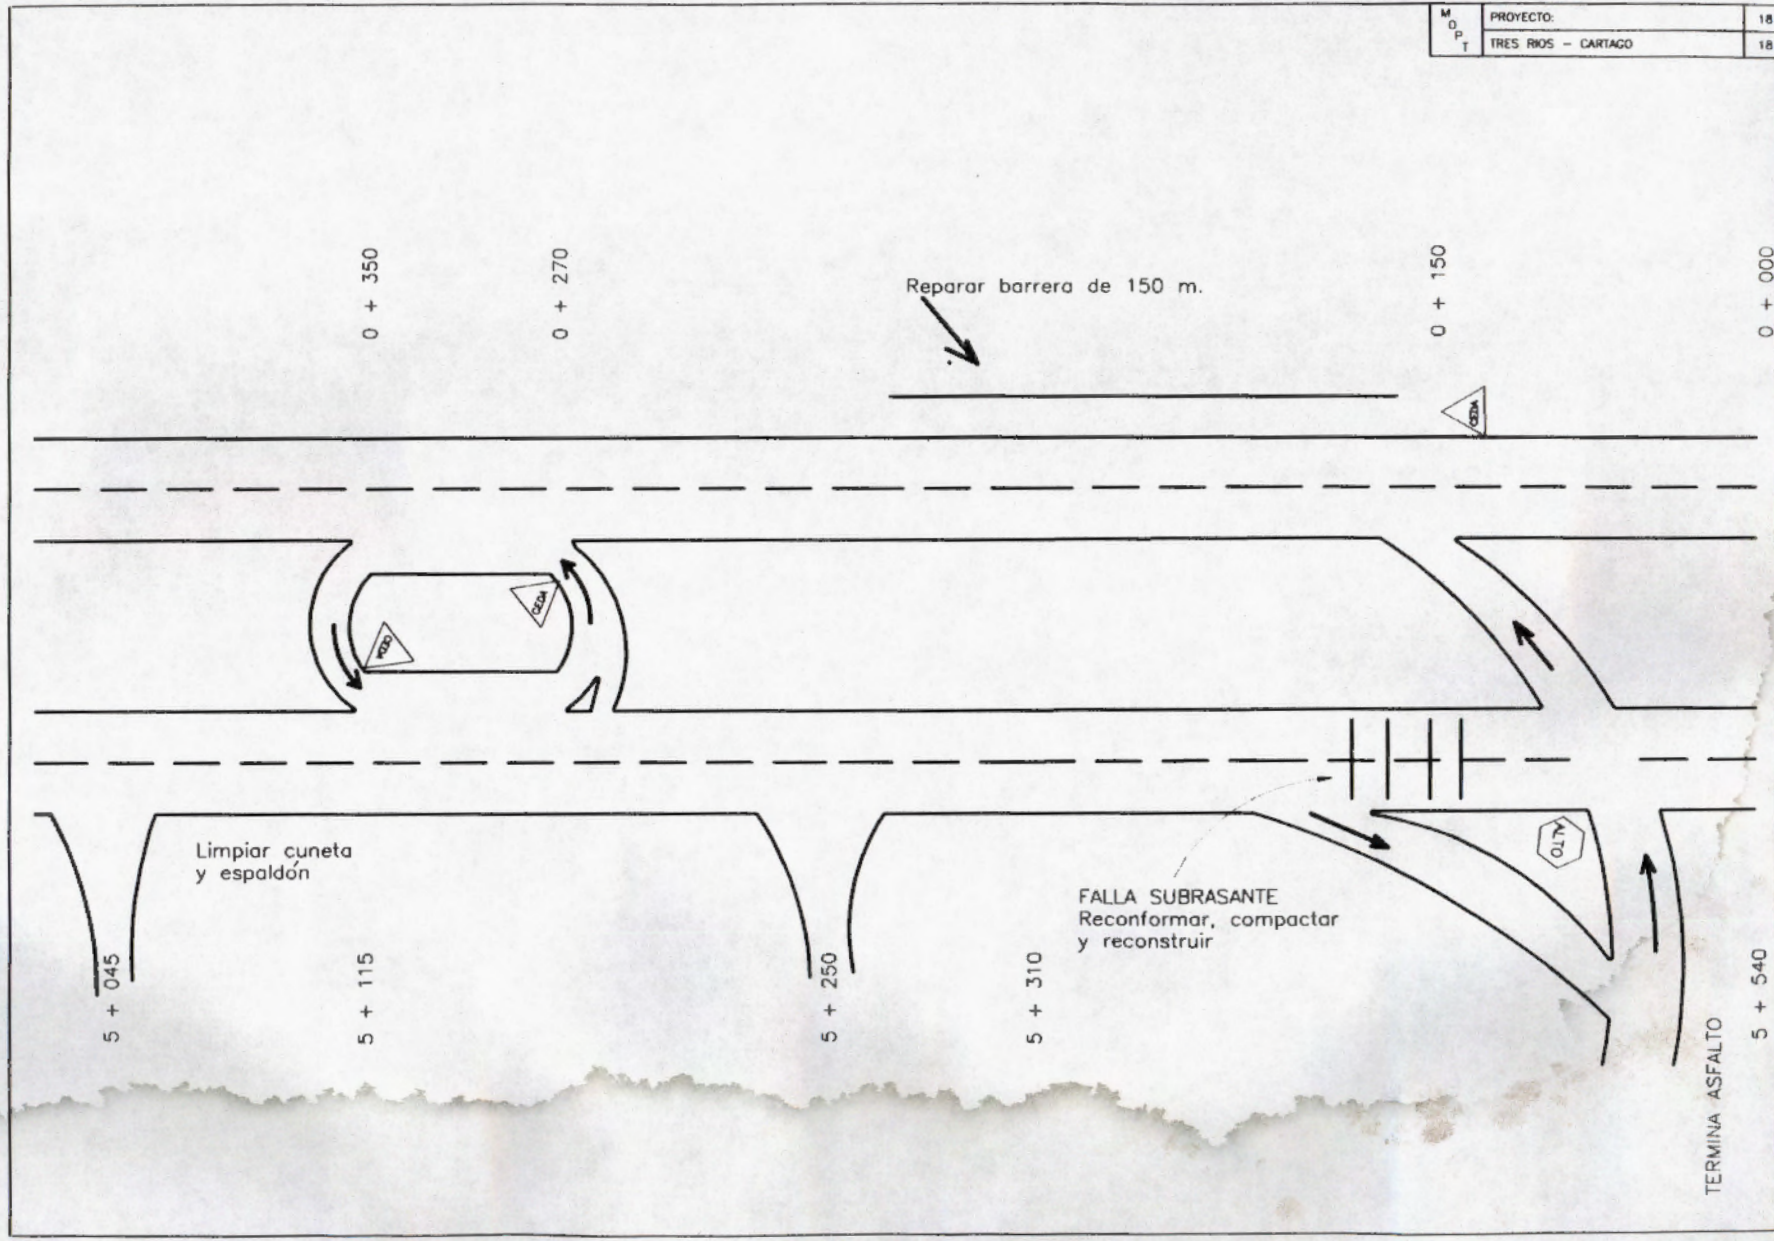 M
O
P
T
PROYECTO:
18
TRES RIOS - CARTAGO
18
0 + 350
0 + 270
Reparar barrera de 150 m.
0 + 150
0 + 000
CEDA
CEDA
CEDA
Limpiar cuneta
y espaldón
ALTO
FALLA SUBRASANTE
Reconformar, compactar
y reconstruir
5 + 045
5 + 115
5 + 250
5 + 310
TERMINA ASFALTO
5 + 540